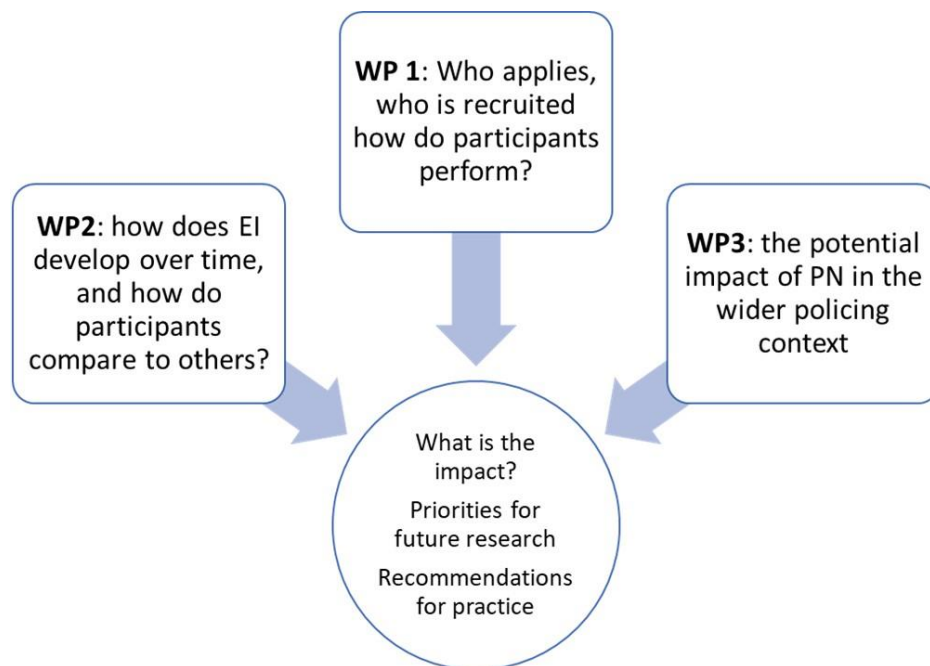 WP 1: Who applies,
who is recruited
how do participants
perform?
WP2: how does EI
develop over time,
and how do
participants
compare to others?
WP3: the potential
impact of PN in the
wider policing
context
What is the
impact?
Priorities for
future research
Recommendations
for practice